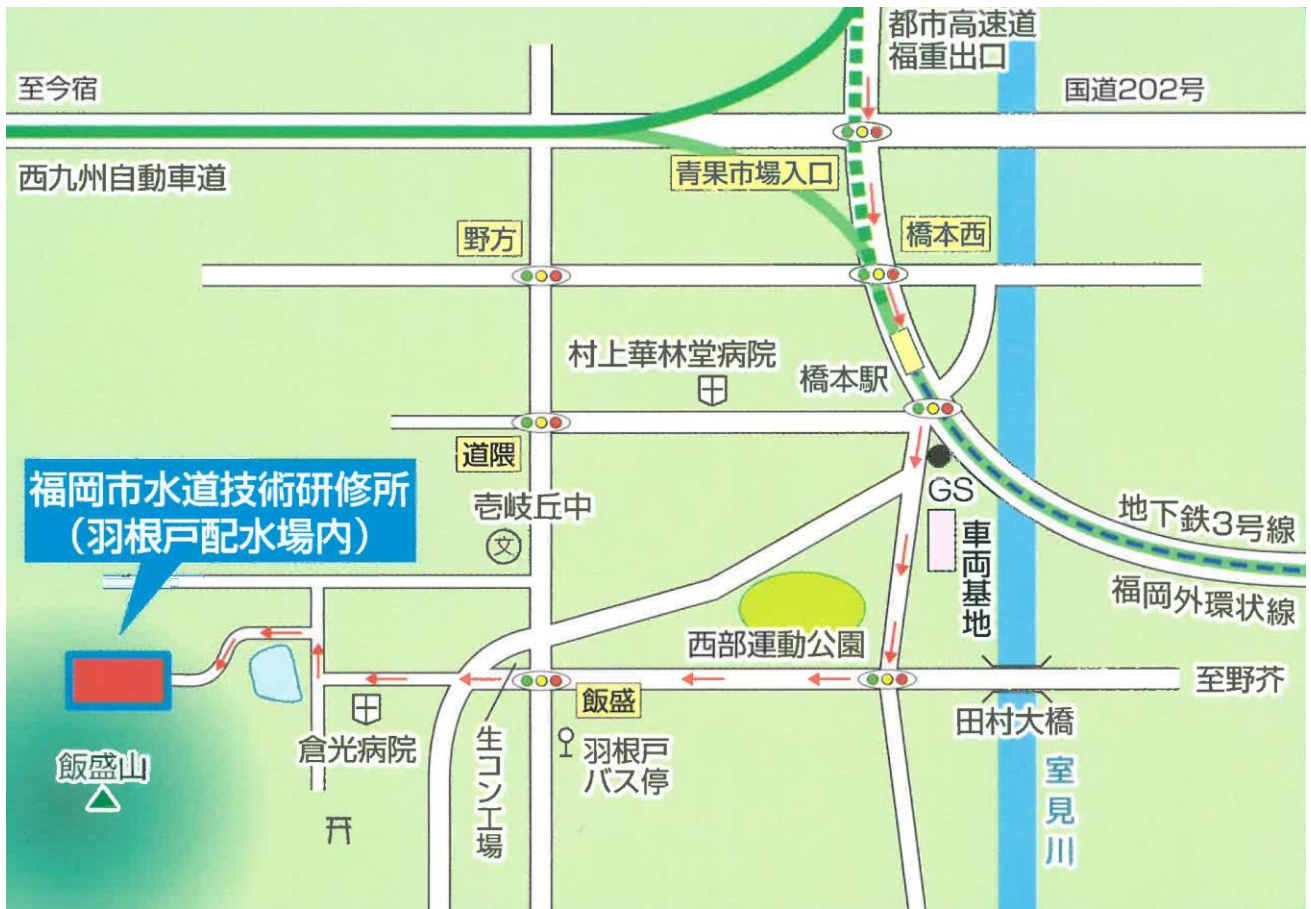 都市高速道
福重出口
至今宿
国道202号
西九州自動車道
青果市場入口
野方
橋本西
村上華林堂病院
橋本駅
道隈
福岡市水道技術研修所
(羽根戸配水場内)
壱岐丘中
文
GS
車両基地
地下鉄3号線
福岡外環状線
西部運動公園
至野芥
飯盛
田村大橋
倉光病院
生コン工場
羽根戸
バス停
飯盛山
室見川